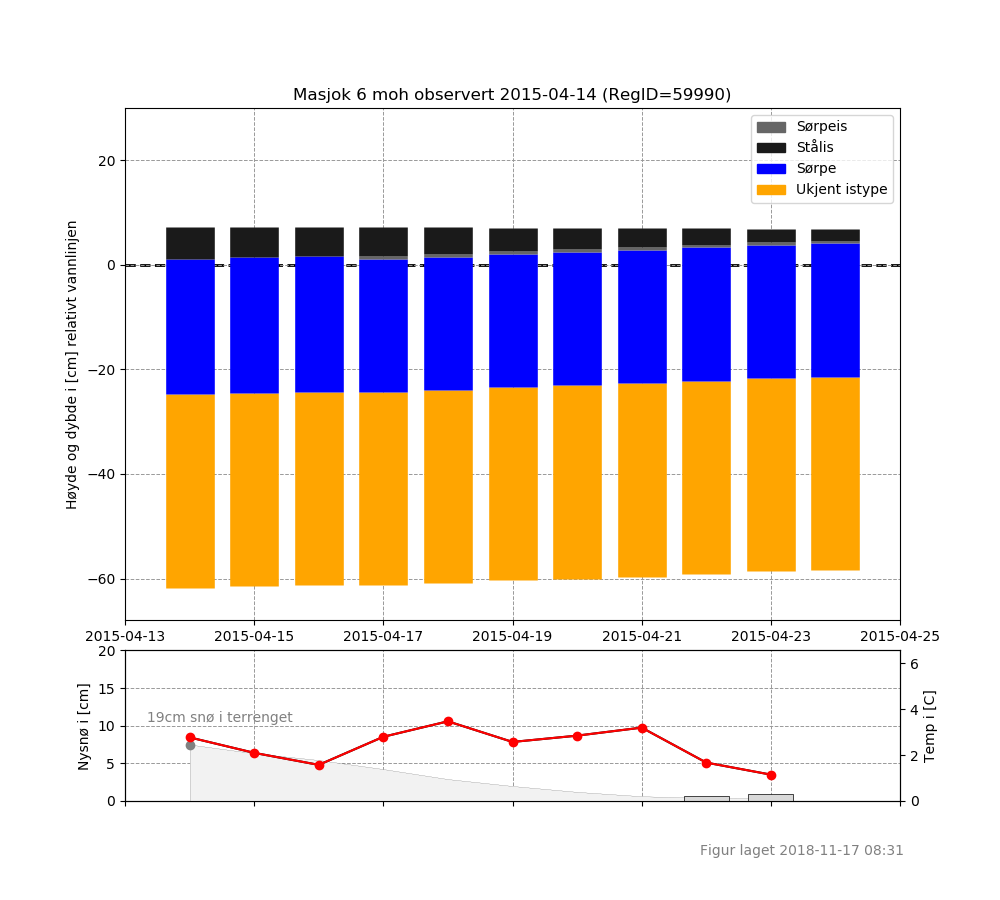 Masjok 6 moh observert 2015-04-14 (RegID=59990)
Sørpeis
Stålis
Sørpe
Ukjent istype
Høyde og dybde i [cm] relativt vannlinjen
20
0
−20
−40
−60
2015-04-13 2015-04-15 2015-04-17 2015-04-19 2015-04-21 2015-04-23 2015-04-25
Nysnø i [cm]
20
15
10
5
0
19cm snø i terrenget
6
4
2
0
Temp i [C]
Figur laget 2018-11-17 08:31